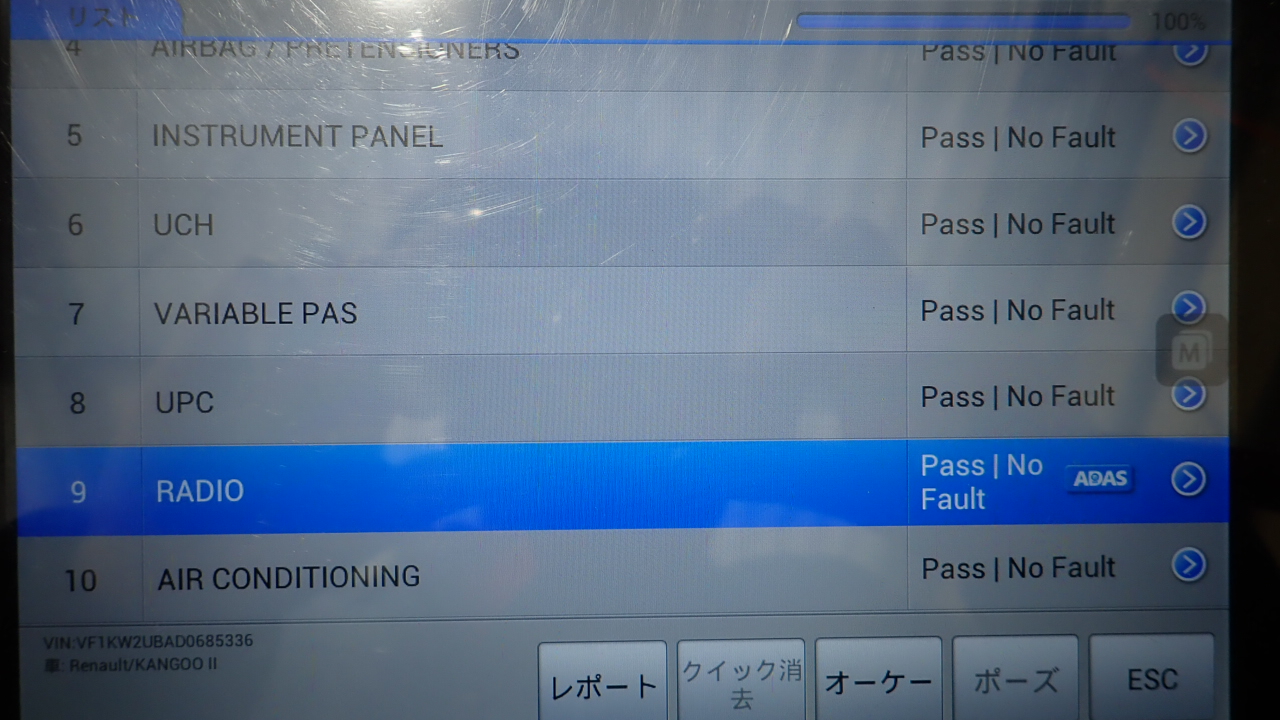 リスト
100%
4 AIRBAG / PRETENSIONERS Pass | No Fault
5 INSTRUMENT PANEL Pass | No Fault
6 UCH Pass | No Fault
7 VARIABLE PAS Pass | No Fault
M
8 UPC Pass | No Fault
9 RADIO Pass | No
Fault ADAS
10 AIR CONDITIONING Pass | No Fault
VIN:VF1KW2UBAD0685336
車: Renault/KANGOO II
レポート
クイック消
去
オーケー
ポーズ
ESC